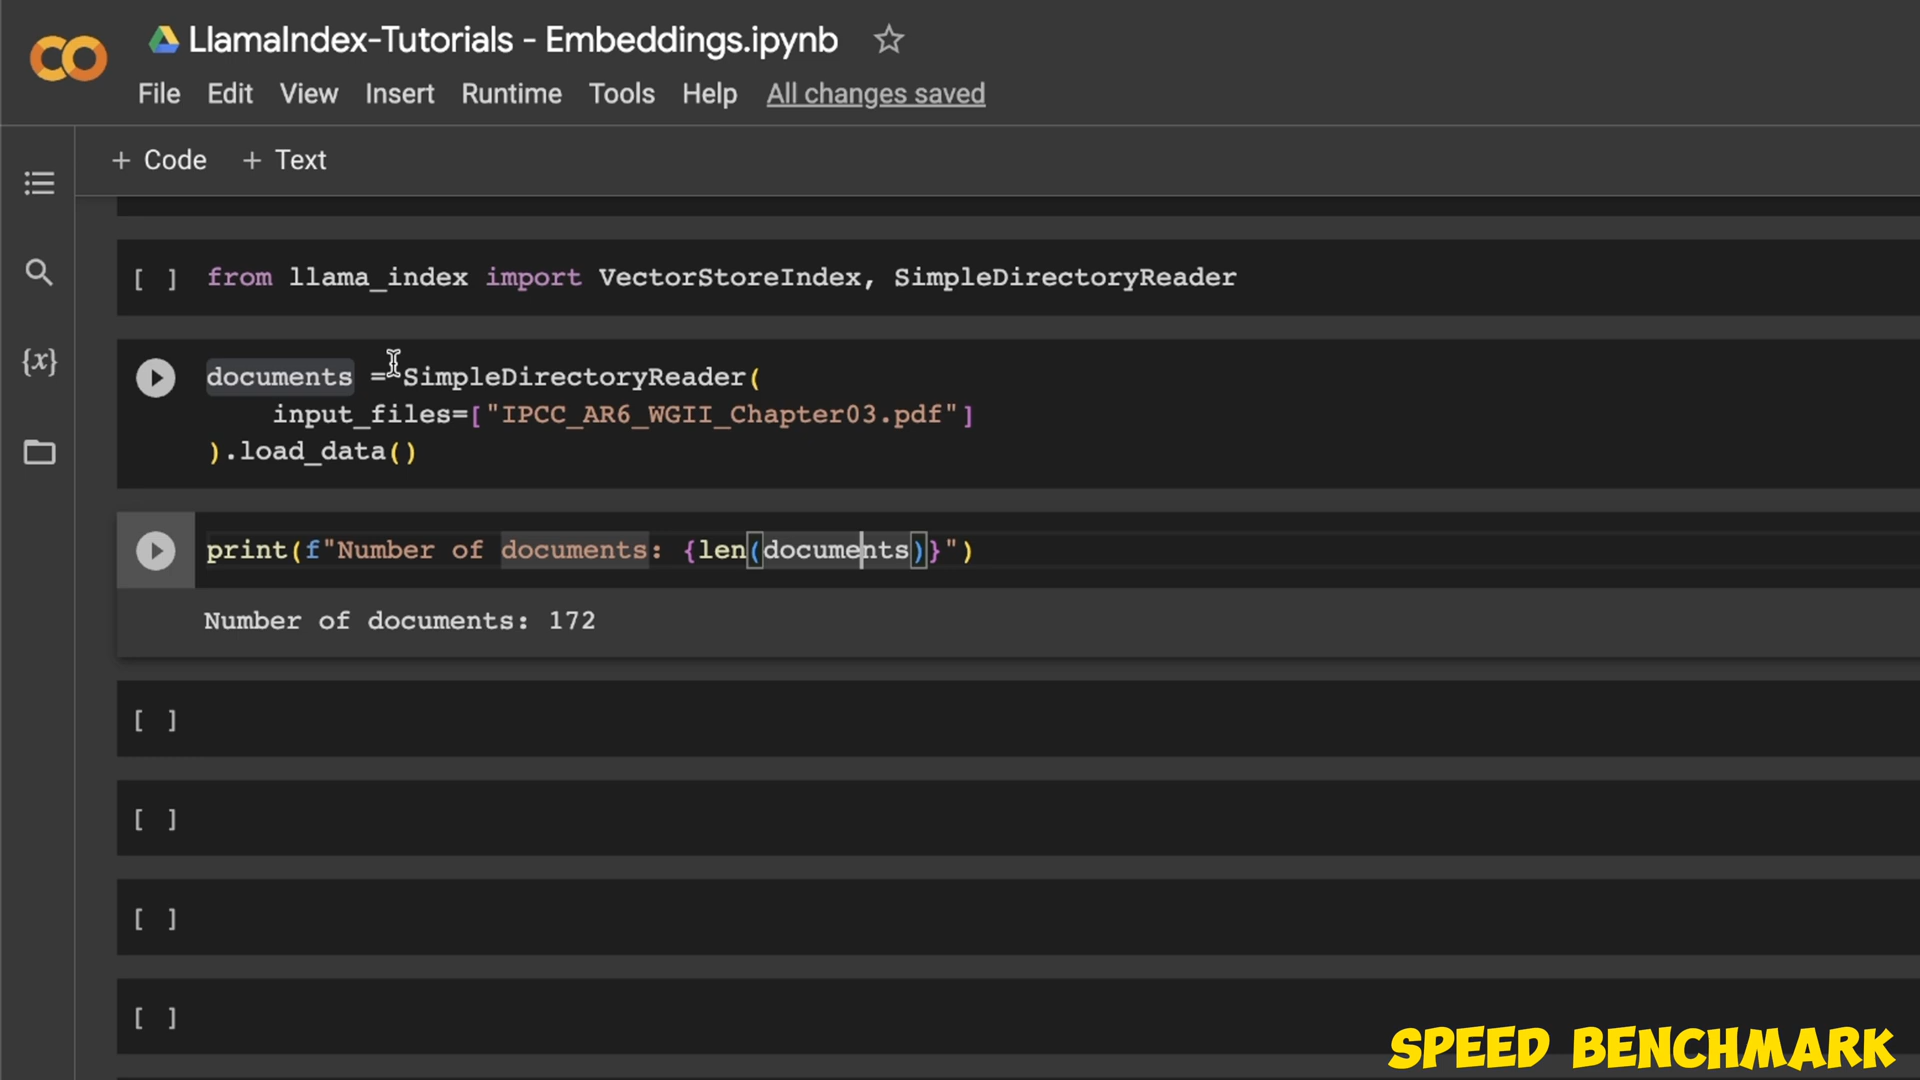 LlamaIndex-Tutorials - Embeddings.ipynb
File Edit View Insert Runtime Tools Help All changes saved
+ Code + Text
[ ] from llama_index import VectorStoreIndex, SimpleDirectoryReader
{x}
documents = SimpleDirectoryReader(
input_files=["IPCC_AR6_WGII_Chapter03.pdf"]
).load_data()
print(f"Number of documents: {len(documents)}")
Number of documents: 172
[ ]
[ ]
[ ]
[ ]
SPEED BENCHMARK